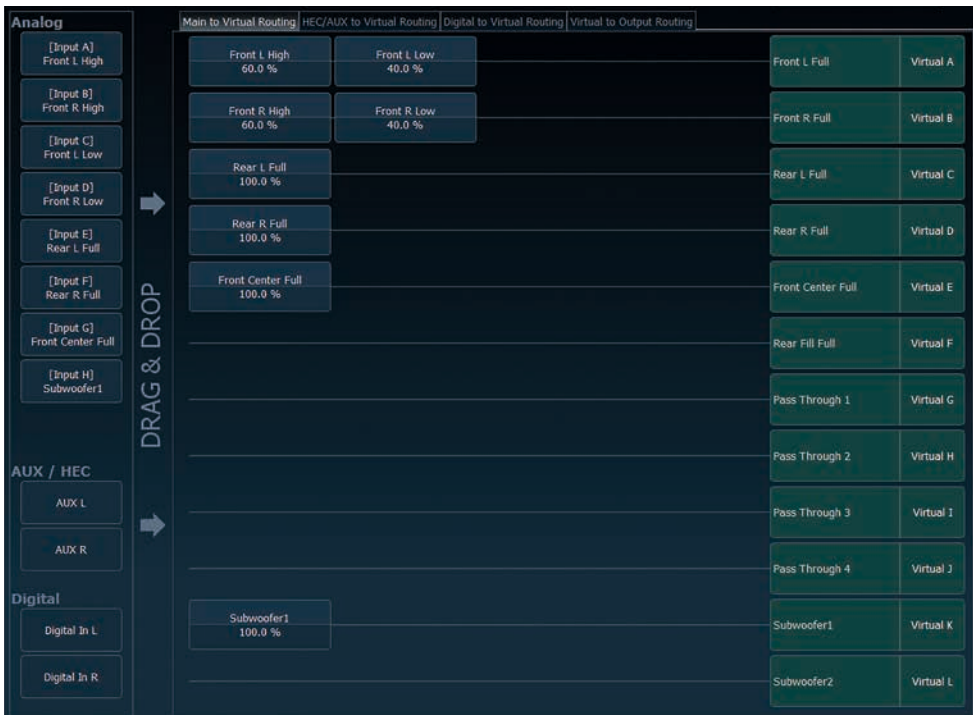 Analog
[Input A]
Front L High
[Input B]
Front R High
[Input C]
Front L Low
[Input D]
Front R Low
[Input E]
Rear L Full
[Input F]
Rear R Full
[Input G]
Front Center Full
[Input H]
Subwoofer1
AUX / HEC
AUX L
AUX R
Digital
Digital In L
Digital In R
DRAG & DROP
Main to Virtual Routing HEC/AUX to Virtual Routing Digital to Virtual Routing Virtual to Output Routing
Front L High
60.0 %
Front L Low
40.0 %
Front L Full Virtual A
Front R High
60.0 %
Front R Low
40.0 %
Front R Full Virtual B
Rear L Full
100.0 %
Rear L Full Virtual C
Rear R Full
100.0 %
Rear R Full Virtual D
Front Center Full
100.0 %
Front Center Full Virtual E
Rear Fill Full Virtual F
Pass Through 1 Virtual G
Pass Through 2 Virtual H
Pass Through 3 Virtual I
Pass Through 4 Virtual J
Subwoofer1
100.0 %
Subwoofer1 Virtual K
Subwoofer2 Virtual L